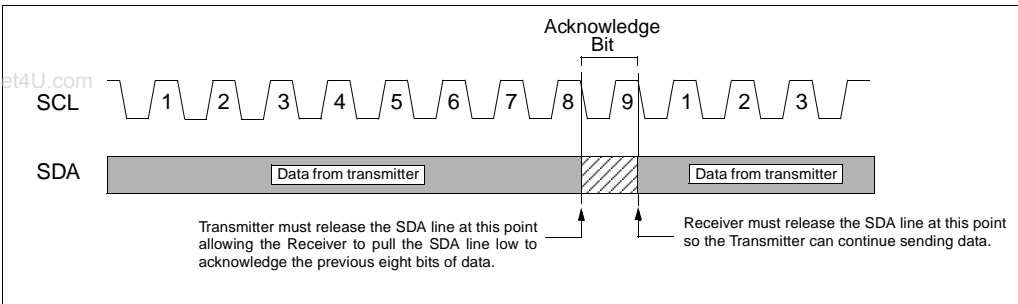 Acknowledge
Bit
et4U.com
SCL
1 2 3 4 5 6 7 8 9 1 2 3
SDA
Data from transmitter
Data from transmitter
Transmitter must release the SDA line at this point
allowing the Receiver to pull the SDA line low to
acknowledge the previous eight bits of data.
Receiver must release the SDA line at this point
so the Transmitter can continue sending data.